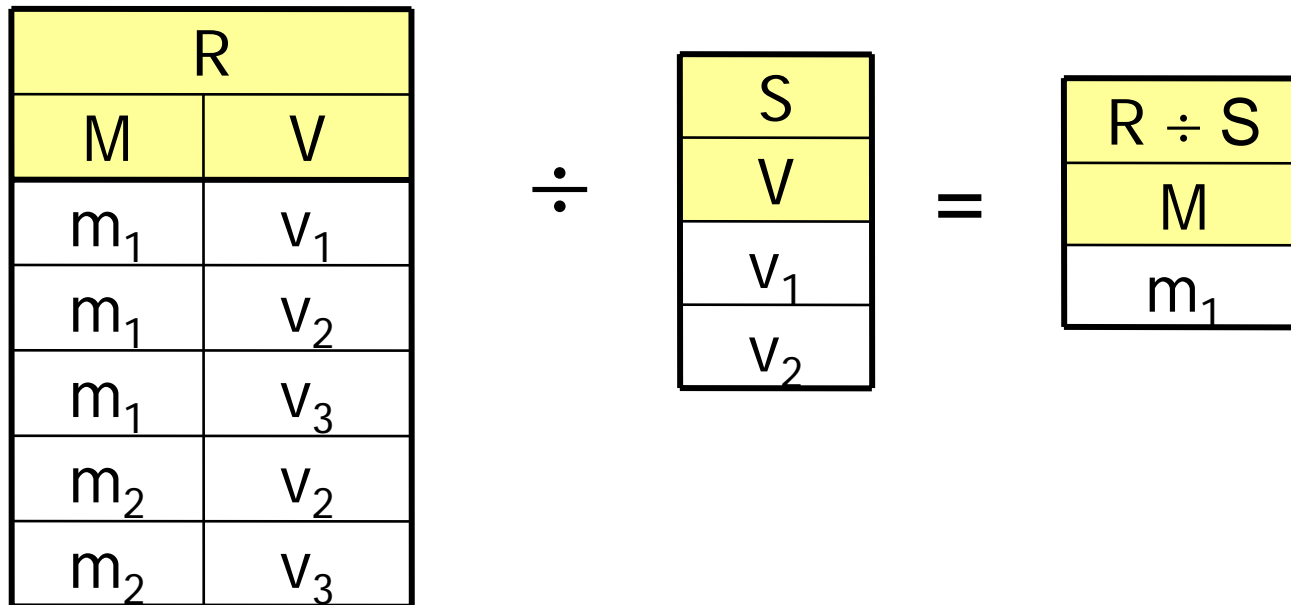 R
M V
m₁ v₁
m₁ v₂
m₁ v₃
m₂ v₂
m₂ v₃
÷
S
V
v₁
v₂
=
R ÷ S
M
m₁